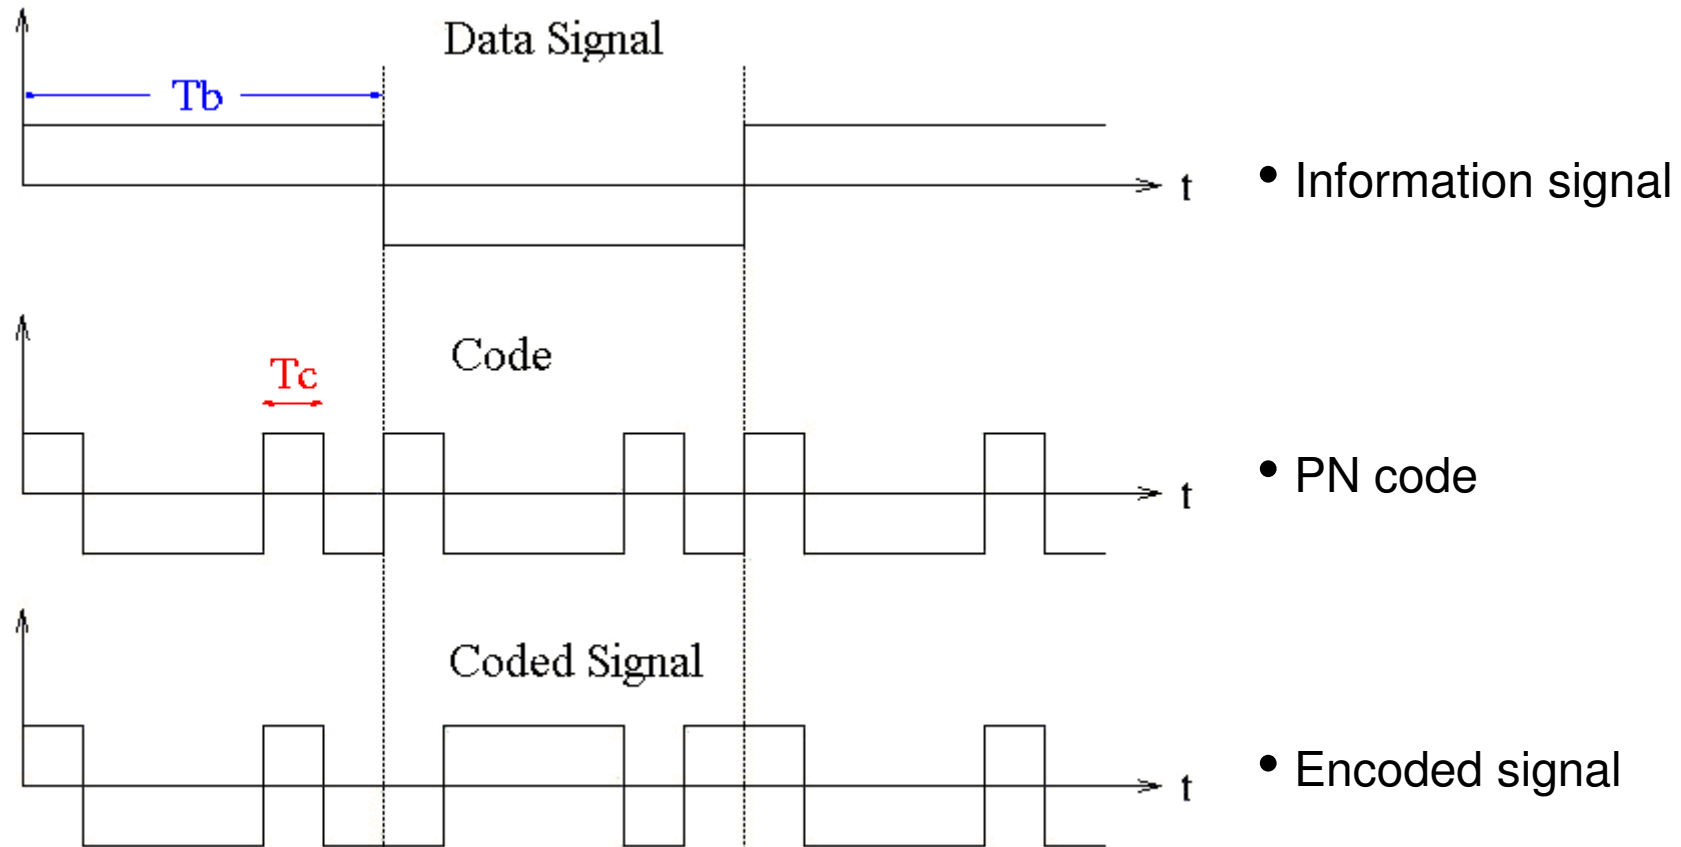 Data Signal
Tb
t
• Information signal
Code
Tc
t
• PN code
Coded Signal
t
• Encoded signal